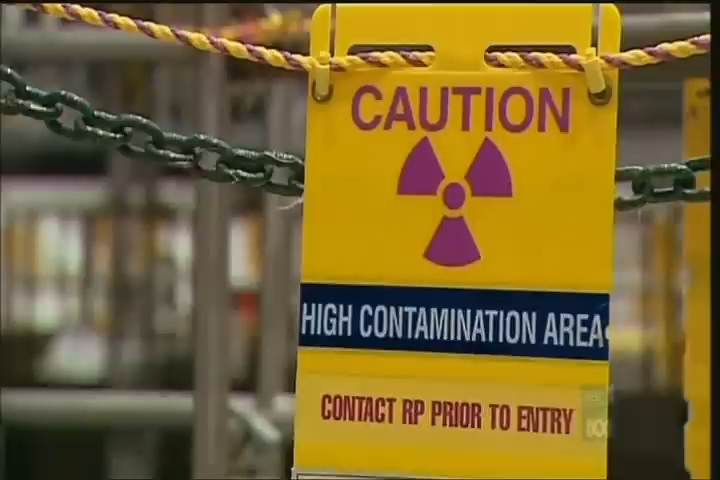 CAUTION
HIGH CONTAMINATION AREA
CONTACT RP PRIOR TO ENTRY